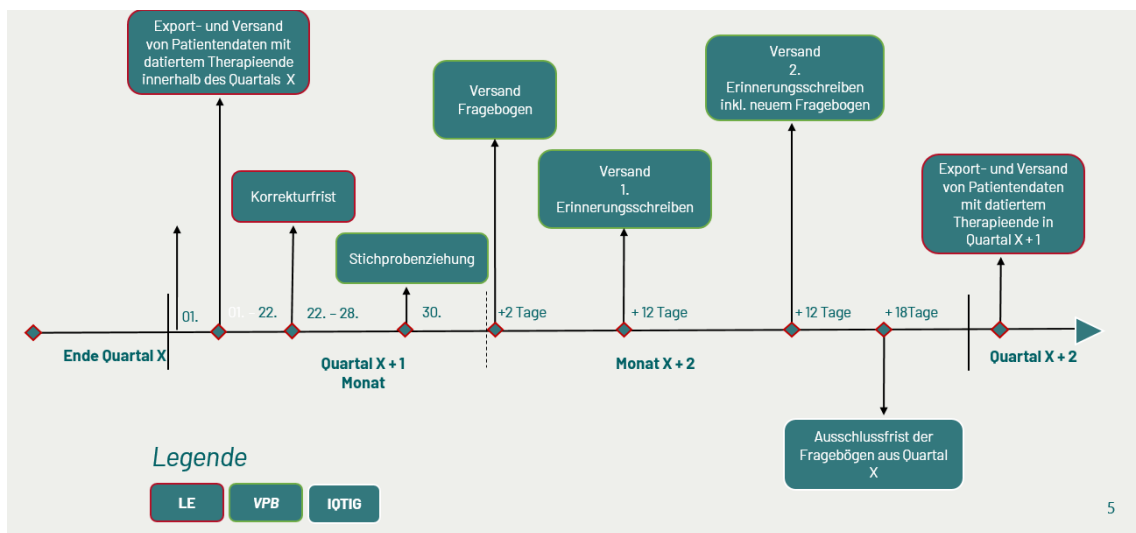 Export- und Versand
von Patientendaten mit
datiertem Therapieende
innerhalb des Quartals X
Korrekturfrist
Stichprobenziehung
Versand
Fragebogen
Versand
1.
Erinnerungsschreiben
Versand
2.
Erinnerungsschreiben
inkl. neuem Fragebogen
Export- und Versand
von Patientendaten
mit datiertem
Therapieende in
Quartal X + 1
01.
01. - 22.
22. - 28.
30.
+2 Tage
+ 12 Tage
+ 12 Tage
+ 18Tage
Ende Quartal X
Quartal X + 1
Monat
Monat X + 2
Quartal X + 2
Ausschlussfrist der
Fragebögen aus Quartal
X
Legende
LE
VPB
IQTIG
5